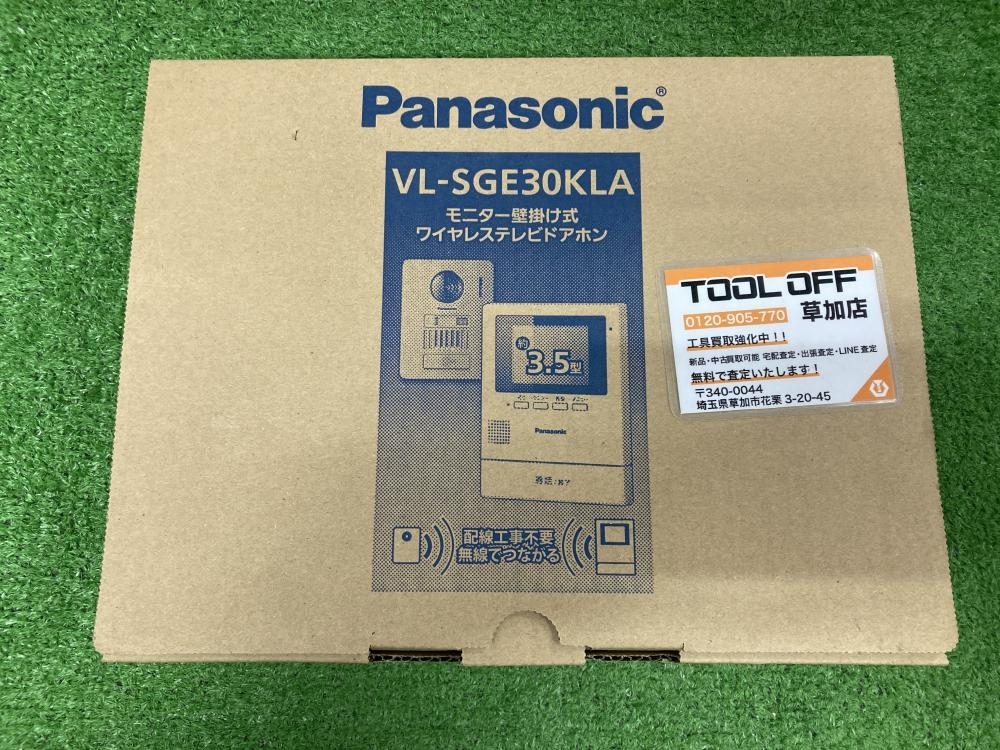 Panasonic®
VL-SGE30KLA
モニター壁掛け式
ワイヤレステレビドアホン
約
3.5型
Panasonic
配線工事不要
無線でつながる
TOOL OFF
0120-905-770 草加店
工具買取強化中!!
新品・中古買取可能 宅配査定・出張査定・LINE査定
無料で査定いたします!
〒340-0044
埼玉県草加市花栗 3-20-45